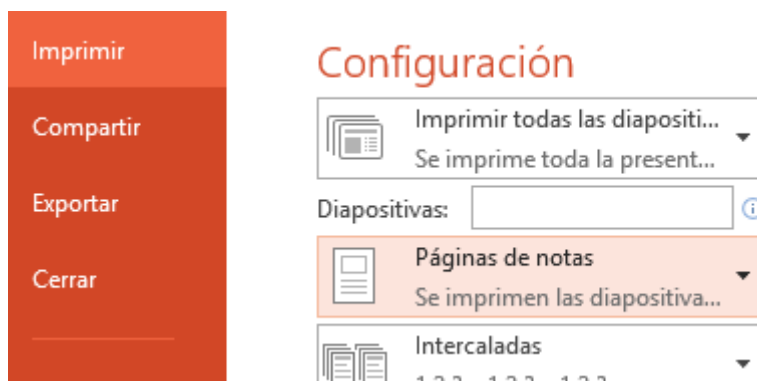 Imprimir
Compartir
Exportar
Cerrar
Configuración
Imprimir todas las diapositi...
Se imprime toda la present...
Diapositivas:
Páginas de notas
Se imprimen las diapositiva...
Intercaladas